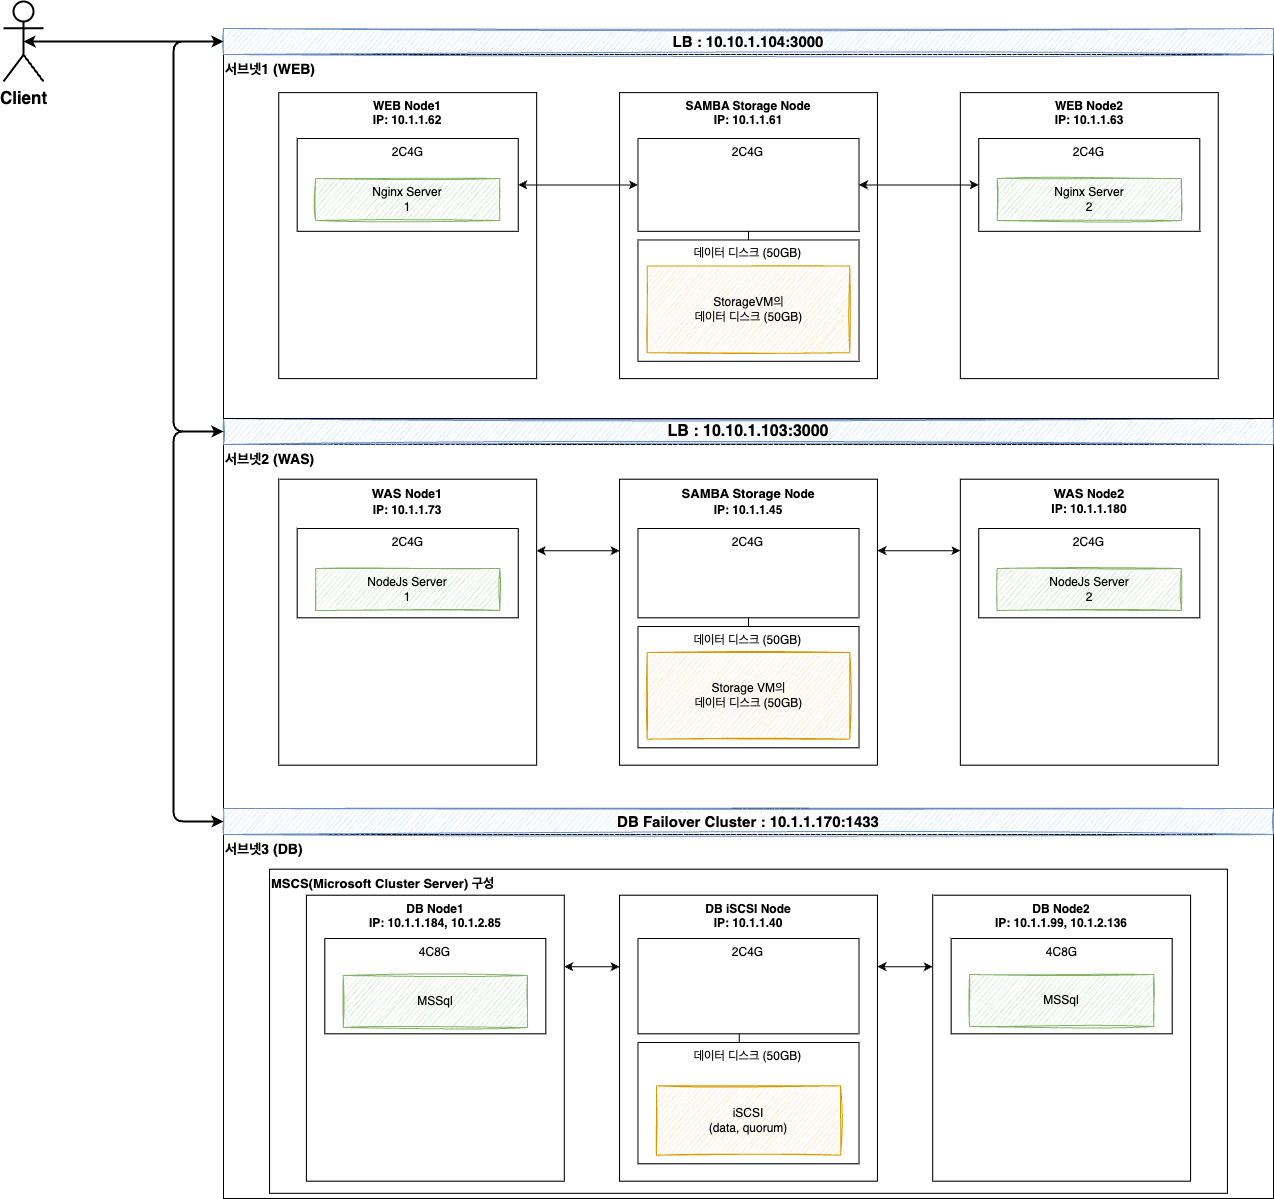 Client
LB : 10.10.1.104:3000
서브넷1 (WEB)
WEB Node1
IP: 10.1.1.62
2C4G
Nginx Server
1
SAMBA Storage Node
IP: 10.1.1.61
2C4G
데이터 디스크 (50GB)
StorageVM의
데이터 디스크 (50GB)
WEB Node2
IP: 10.1.1.63
2C4G
Nginx Server
2
LB : 10.10.1.103:3000
서브넷2 (WAS)
WAS Node1
IP: 10.1.1.73
2C4G
NodeJs Server
1
SAMBA Storage Node
IP: 10.1.1.45
2C4G
데이터 디스크 (50GB)
Storage VM의
데이터 디스크 (50GB)
WAS Node2
IP: 10.1.1.180
2C4G
NodeJs Server
2
DB Failover Cluster : 10.1.1.170:1433
서브넷3 (DB)
MSCS(Microsoft Cluster Server) 구성
DB Node1
IP: 10.1.1.184, 10.1.2.85
4C8G
MSSql
DB iSCSI Node
IP: 10.1.1.40
2C4G
데이터 디스크 (50GB)
iSCSI
(data, quorum)
DB Node2
IP: 10.1.1.99, 10.1.2.136
4C8G
MSSql